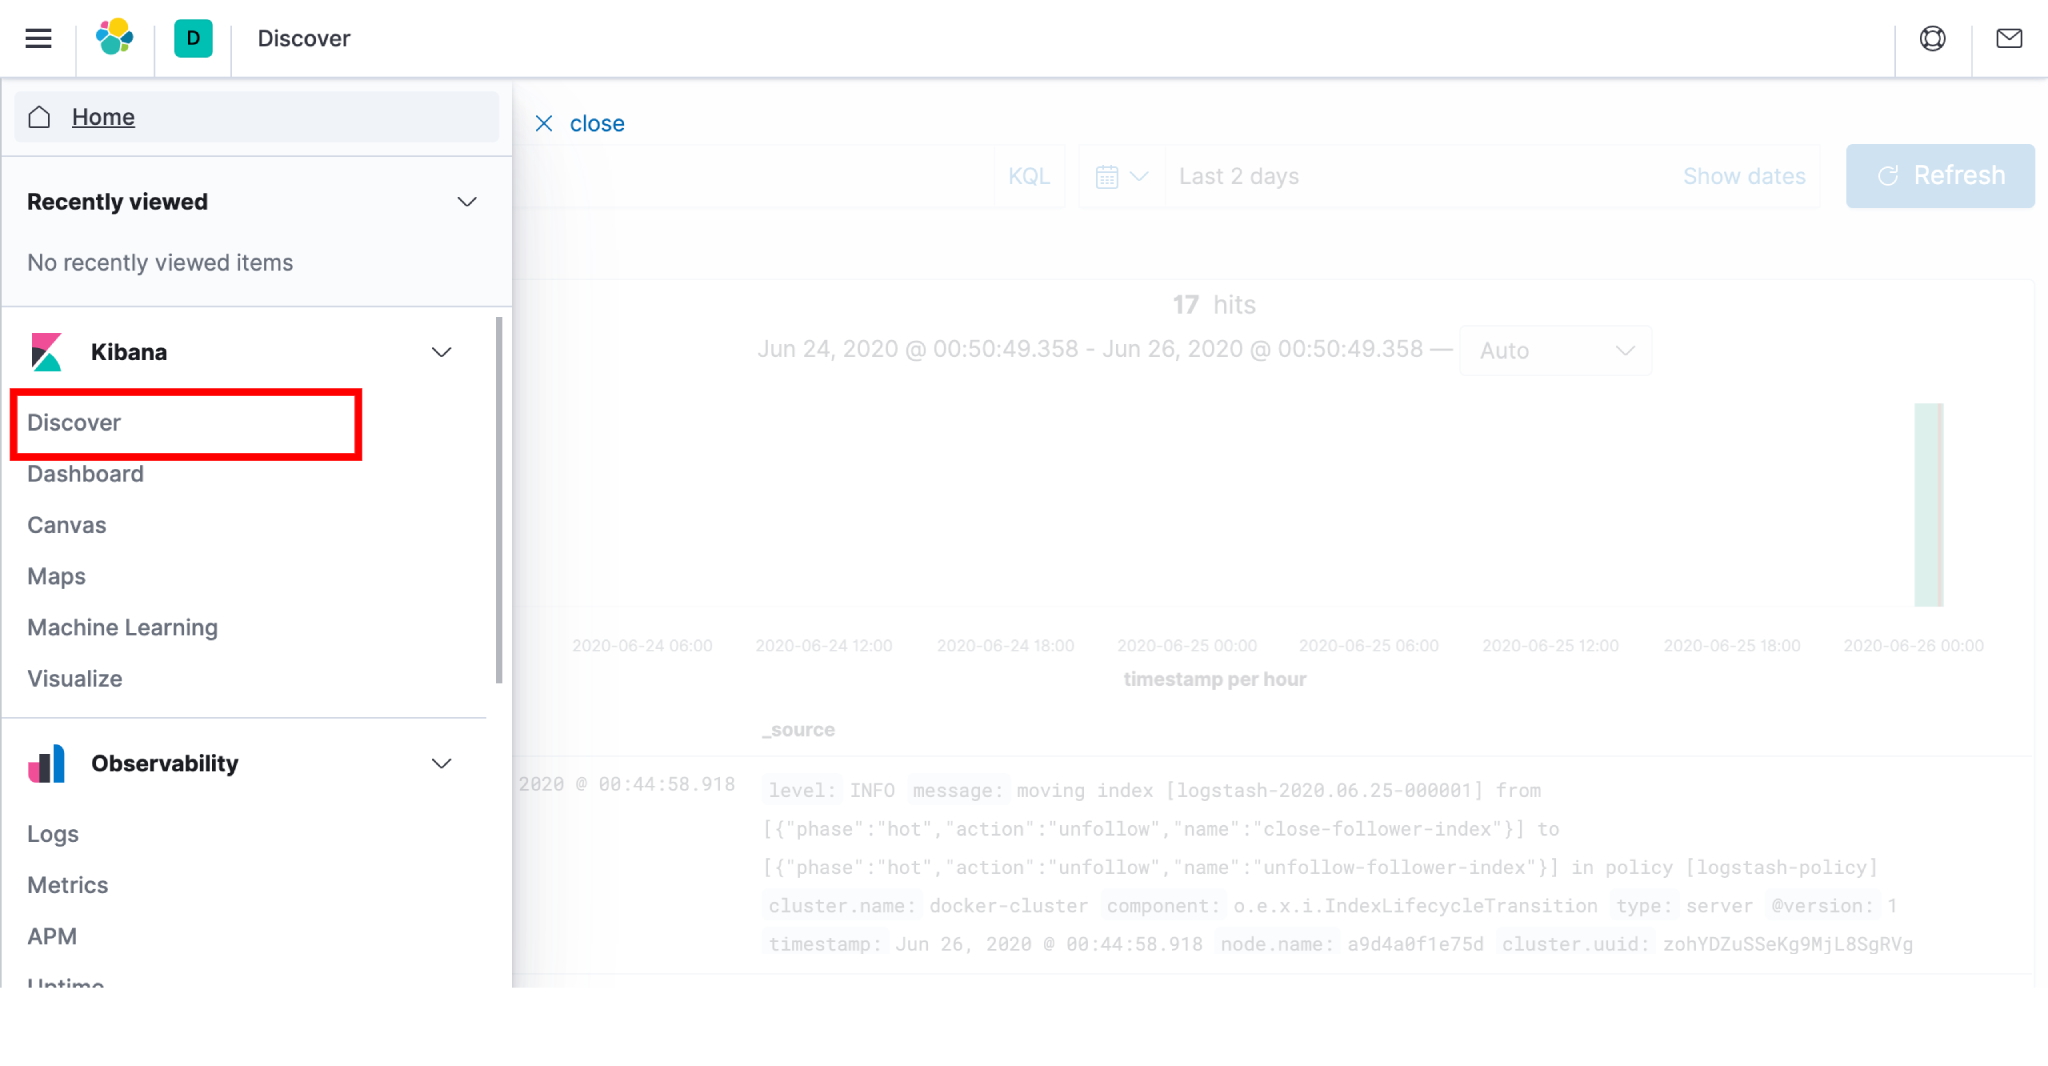 D
Discover
Home
close
KQL
Last 2 days
Show dates
Refresh
Recently viewed
No recently viewed items
17 hits
Jun 24, 2020 @ 00:50:49.358 - Jun 26, 2020 @ 00:50:49.358 —
Auto
Kibana
Discover
Dashboard
Canvas
Maps
Machine Learning
Visualize
2020-06-24 06:00
2020-06-24 12:00
2020-06-24 18:00
2020-06-25 00:00
2020-06-25 06:00
2020-06-25 12:00
2020-06-25 18:00
2020-06-26 00:00
timestamp per hour
Observability
Logs
Metrics
APM
Uptime
_source
2020 @ 00:44:58.918
level: INFO message: moving index [logstash-2020.06.25-000001] from
[{"phase":"hot","action":"unfollow","name":"close-follower-index"}] to
[{"phase":"hot","action":"unfollow","name":"unfollow-follower-index"}] in policy [logstash-policy]
cluster.name: docker-cluster component: o.e.x.i.IndexLifecycleTransition type: server @version: 1
timestamp: Jun 26, 2020 @ 00:44:58.918 node.name: a9d4a0f1e75d cluster.uuid: zohYDZuSSeKg9MjL8SgRVg